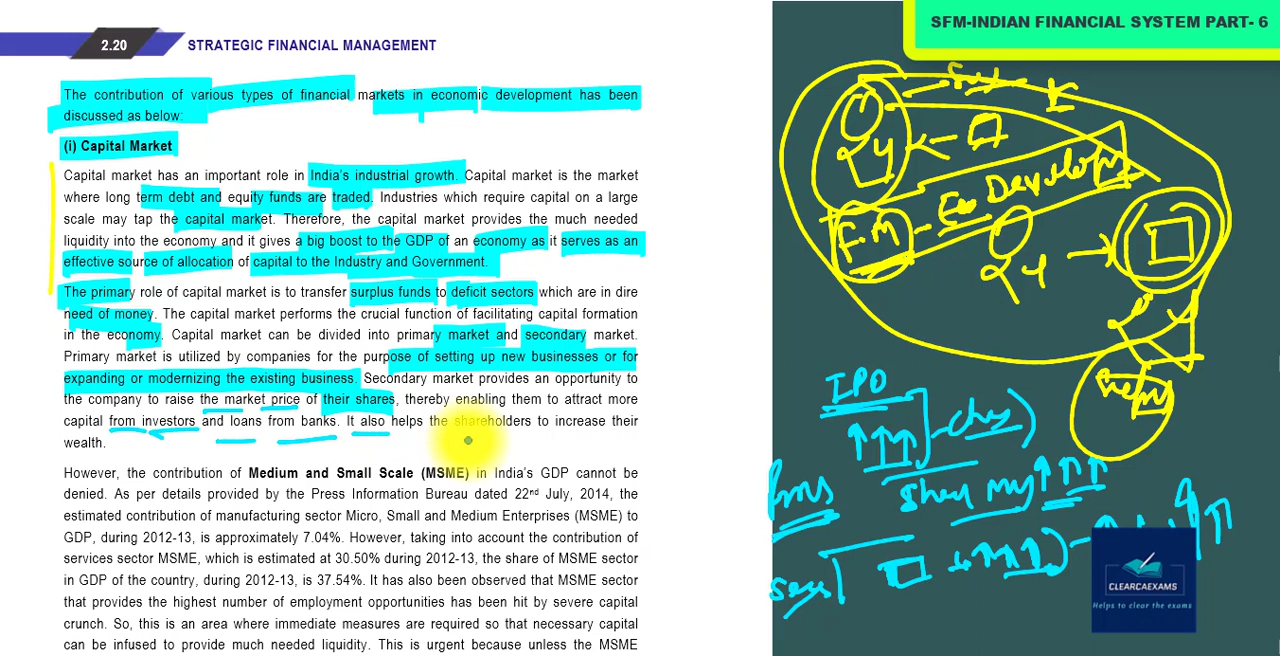 2.20 STRATEGIC FINANCIAL MANAGEMENT
The contribution of various types of financial markets in economic development has been
discussed as below:
(i) Capital Market
Capital market has an important role in India's industrial growth. Capital market is the market
where long term debt and equity funds are traded. Industries which require capital on a large
scale may tap the capital market. Therefore, the capital market provides the much needed
liquidity into the economy and it gives a big boost to the GDP of an economy as it serves as an
effective source of allocation of capital to the Industry and Government.
The primary role of capital market is to transfer surplus funds to deficit sectors which are in dire
need of money. The capital market performs the crucial function of facilitating capital formation
in the economy. Capital market can be divided into primary market and secondary market.
Primary market is utilized by companies for the purpose of setting up new businesses or for
expanding or modernizing the existing business. Secondary market provides an opportunity to
the company to raise the market price of their shares, thereby enabling them to attract more
capital from investors and loans from banks. It also helps the shareholders to increase their
wealth.
However, the contribution of Medium and Small Scale (MSME) in India's GDP cannot be
denied. As per details provided by the Press Information Bureau dated 22nd July, 2014, the
estimated contribution of manufacturing sector Micro, Small and Medium Enterprises (MSME) to
GDP, during 2012-13, is approximately 7.04%. However, taking into account the contribution of
services sector MSME, which is estimated at 30.50% during 2012-13, the share of MSME sector
in GDP of the country, during 2012-13, is 37.54%. It has also been observed that MSME sector
that provides the highest number of employment opportunities has been hit by severe capital
crunch. So, this is an area where immediate measures are required so that necessary capital
can be infused to provide much needed liquidity. This is urgent because unless the MSME
SFM-INDIAN FINANCIAL SYSTEM PART- 6
F.M
IPO
CLEARCAEXAMS
Helps to clear the exams